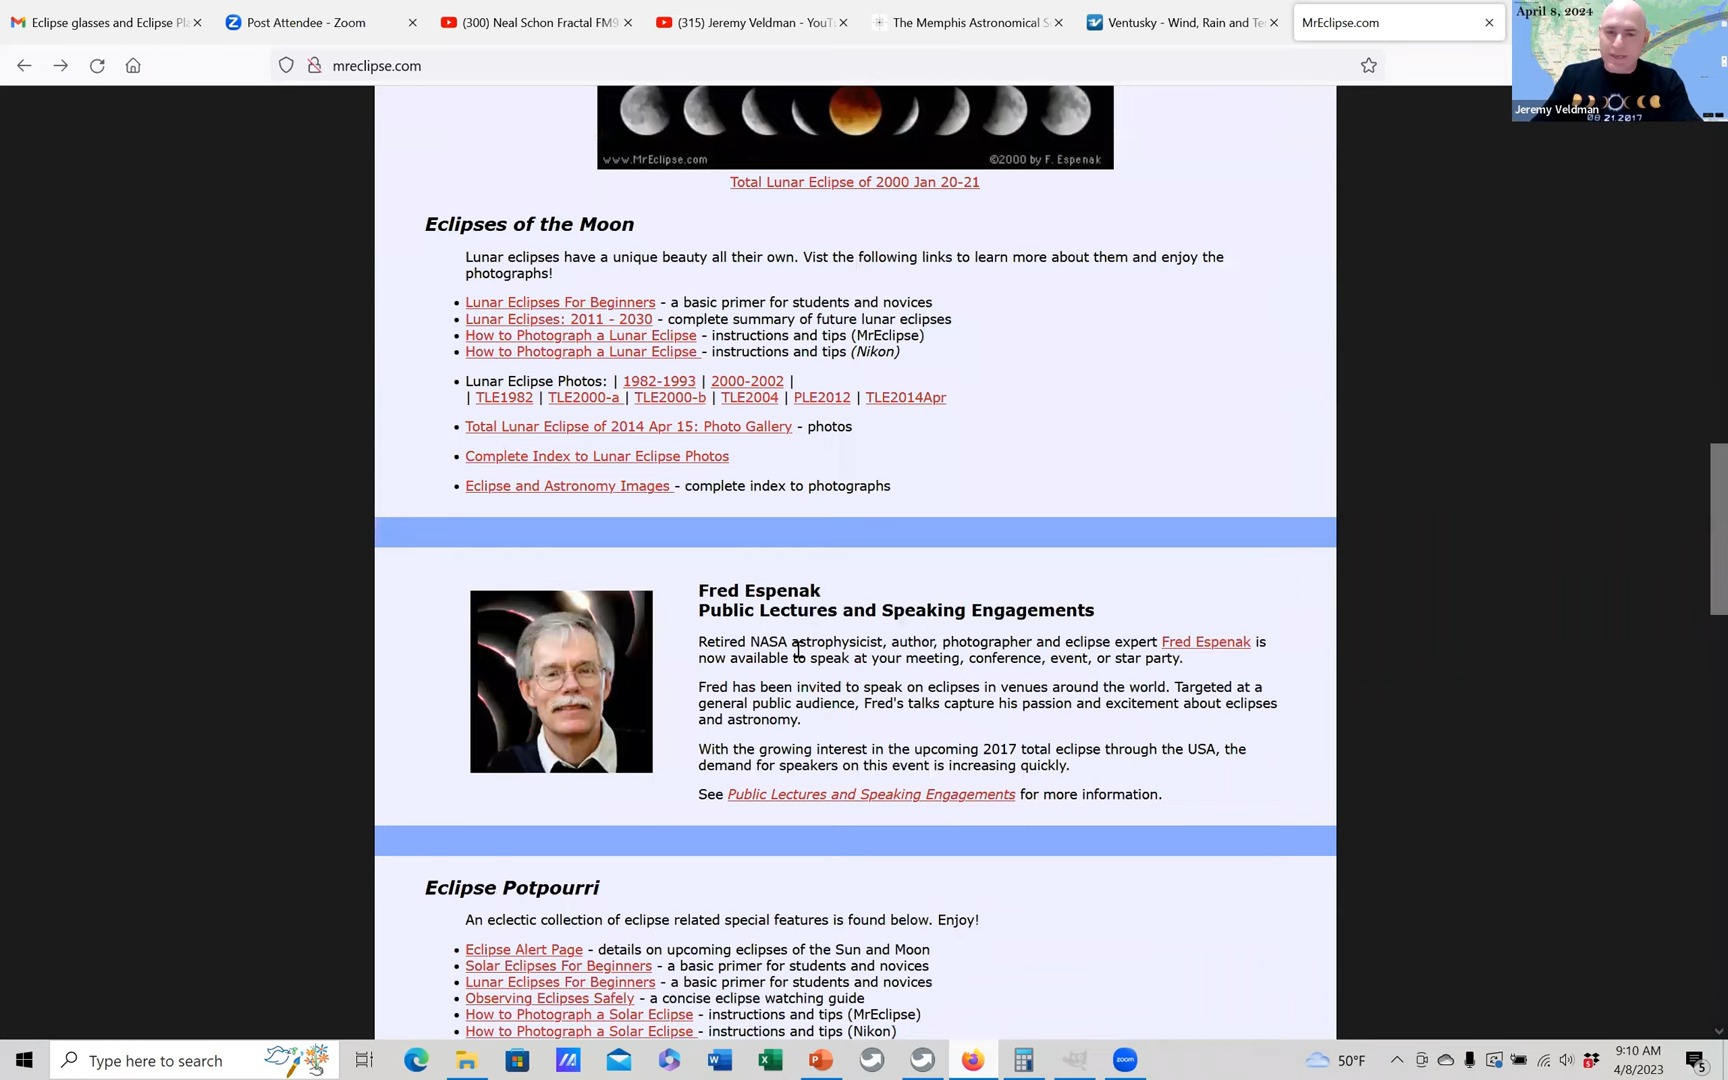 Eclipse glasses and Eclipse Pla
Post Attendee - Zoom
(300) Neal Schon Fractal FM9
(315) Jeremy Veldman - YouT
The Memphis Astronomical S
Ventusky - Wind, Rain and Te
MrEclipse.com
April 8, 2024
mreclipse.com
Jeremy Veldman
08.21.2017
www.MrEclipse.com ©2000 by F. Espenak
Total Lunar Eclipse of 2000 Jan 20-21
Eclipses of the Moon
Lunar eclipses have a unique beauty all their own. Vist the following links to learn more about them and enjoy the
photographs!
• Lunar Eclipses For Beginners - a basic primer for students and novices
• Lunar Eclipses: 2011 - 2030 - complete summary of future lunar eclipses
• How to Photograph a Lunar Eclipse - instructions and tips (MrEclipse)
• How to Photograph a Lunar Eclipse - instructions and tips (Nikon)
• Lunar Eclipse Photos: | 1982-1993 | 2000-2002 |
| TLE1982 | TLE2000-a | TLE2000-b | TLE2004 | PLE2012 | TLE2014Apr
• Total Lunar Eclipse of 2014 Apr 15: Photo Gallery - photos
• Complete Index to Lunar Eclipse Photos
• Eclipse and Astronomy Images - complete index to photographs
Fred Espenak
Public Lectures and Speaking Engagements
Retired NASA astrophysicist, author, photographer and eclipse expert Fred Espenak is
now available to speak at your meeting, conference, event, or star party.
Fred has been invited to speak on eclipses in venues around the world. Targeted at a
general public audience, Fred's talks capture his passion and excitement about eclipses
and astronomy.
With the growing interest in the upcoming 2017 total eclipse through the USA, the
demand for speakers on this event is increasing quickly.
See Public Lectures and Speaking Engagements for more information.
Eclipse Potpourri
An eclectic collection of eclipse related special features is found below. Enjoy!
• Eclipse Alert Page - details on upcoming eclipses of the Sun and Moon
• Solar Eclipses For Beginners - a basic primer for students and novices
• Lunar Eclipses For Beginners - a basic primer for students and novices
• Observing Eclipses Safely - a concise eclipse watching guide
• How to Photograph a Solar Eclipse - instructions and tips (MrEclipse)
• How to Photograph a Solar Eclipse - instructions and tips (Nikon)
Type here to search
50°F
9:10 AM
4/8/2023
5